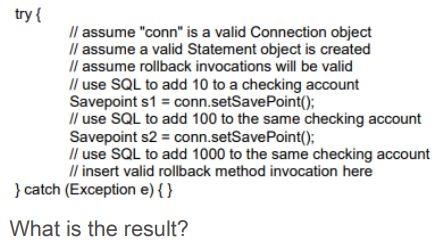 try {
// assume "conn" is a valid Connection object
// assume a valid Statement object is created
// assume rollback invocations will be valid
// use SQL to add 10 to a checking account
Savepoint s1 = conn.setSavePoint();
// use SQL to add 100 to the same checking account
Savepoint s2 = conn.setSavePoint();
// use SQL to add 1000 to the same checking account
// insert valid rollback method invocation here
} catch (Exception e) { }
What is the result?